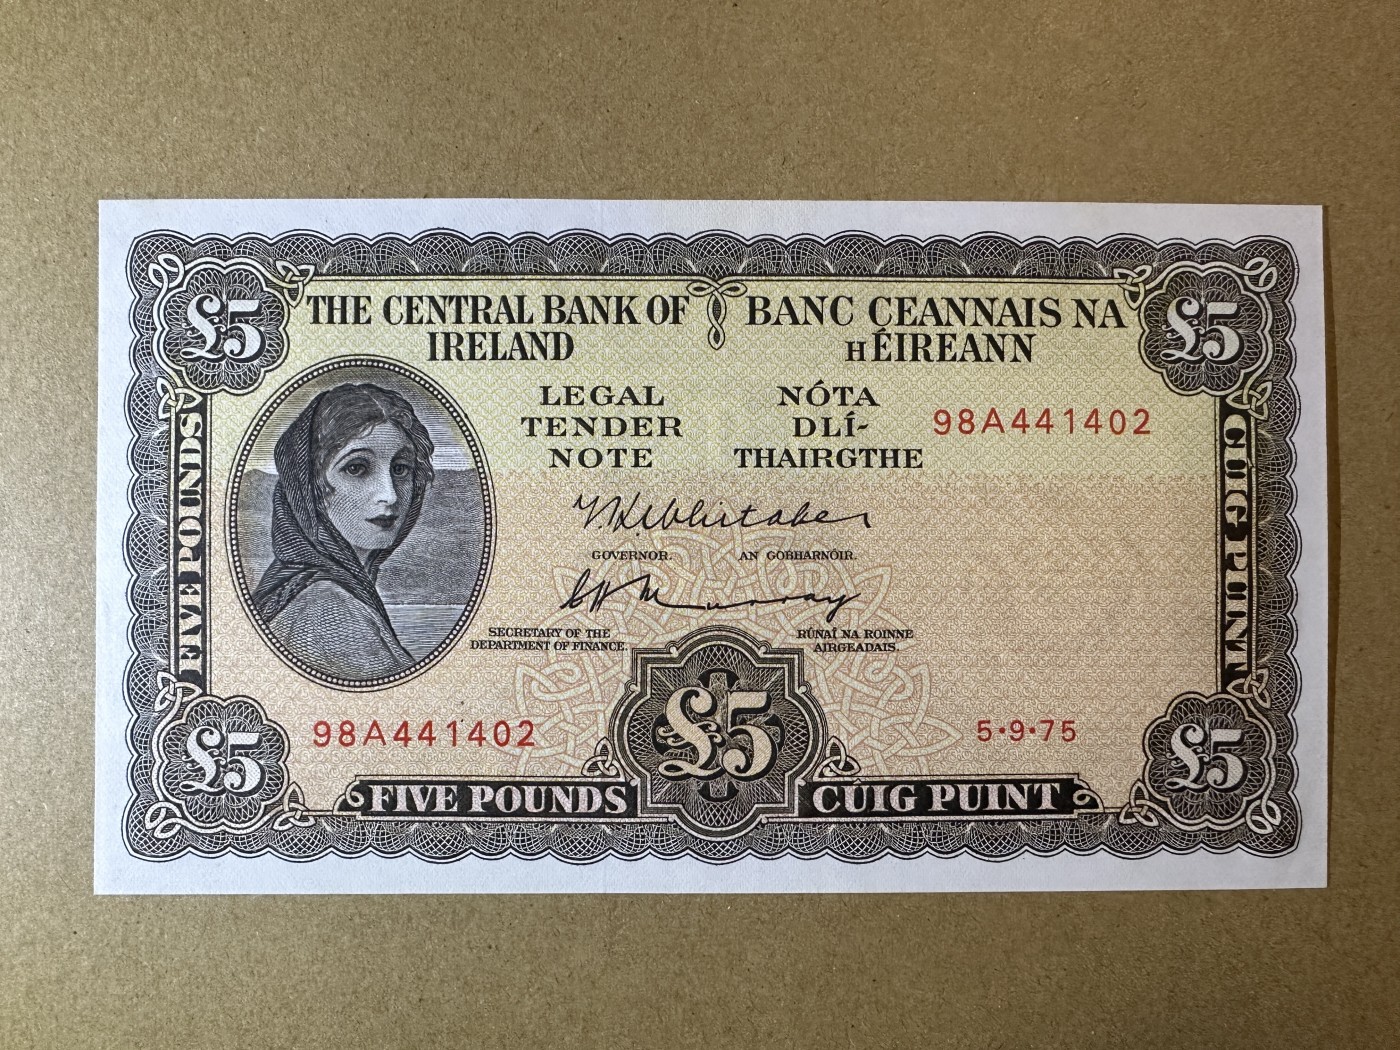 £5
THE CENTRAL BANK OF
IRELAND
BANC CEANNAIS NA
hÉIREANN
£5
LEGAL
TENDER
NOTE
NÓTA
DLÍ-
THAIRGTHE
98A441402
FIVE POUNDS
CÚIG PUINT
T K Whitaker
GOVERNOR. AN GOBHARNÓIR.
C H Murray
SECRETARY OF THE
DEPARTMENT OF FINANCE.
RÚNAÍ NA ROINNE
AIRGEADAIS.
98A441402
5·9·75
£5
FIVE POUNDS
£5
CÚIG PUINT
£5